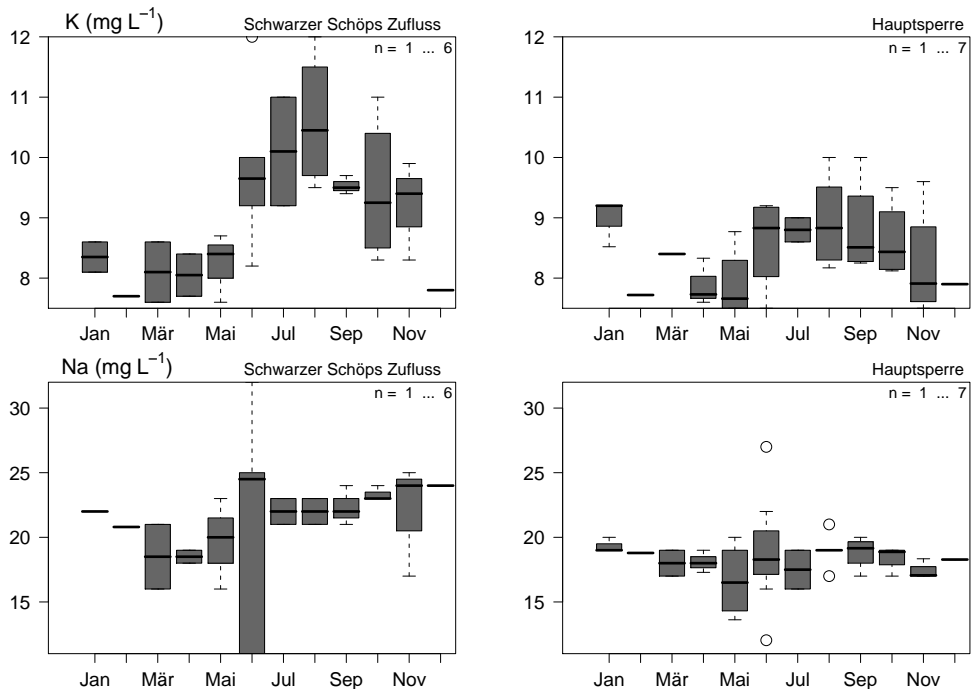 K (mg L⁻¹)
Schwarzer Schöps Zufluss
n = 1 ... 6
12
11
10
9
8
Jan Mär Mai Jul Sep Nov
Hauptsperre
n = 1 ... 7
12
11
10
9
8
Jan Mär Mai Jul Sep Nov
Na (mg L⁻¹)
Schwarzer Schöps Zufluss
n = 1 ... 6
30
25
20
15
Jan Mär Mai Jul Sep Nov
Hauptsperre
n = 1 ... 7
30
25
20
15
Jan Mär Mai Jul Sep Nov